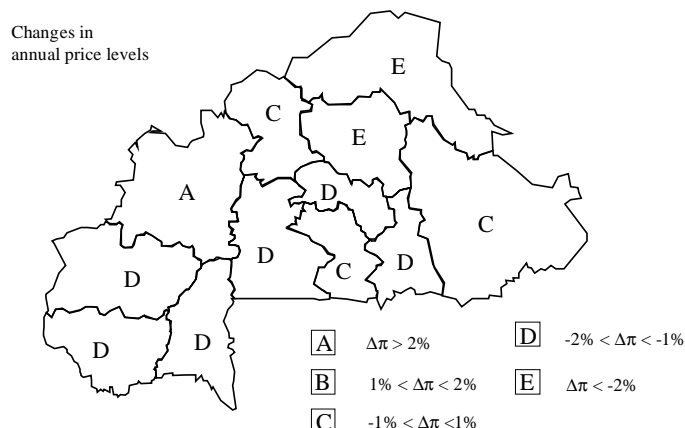 Changes in
annual price levels
E
C
E
A
D
C
D
D
C
D
D
D
A Δπ > 2%
B 1% < Δπ < 2%
C -1% < Δπ <1%
D -2% < Δπ < -1%
E Δπ < -2%